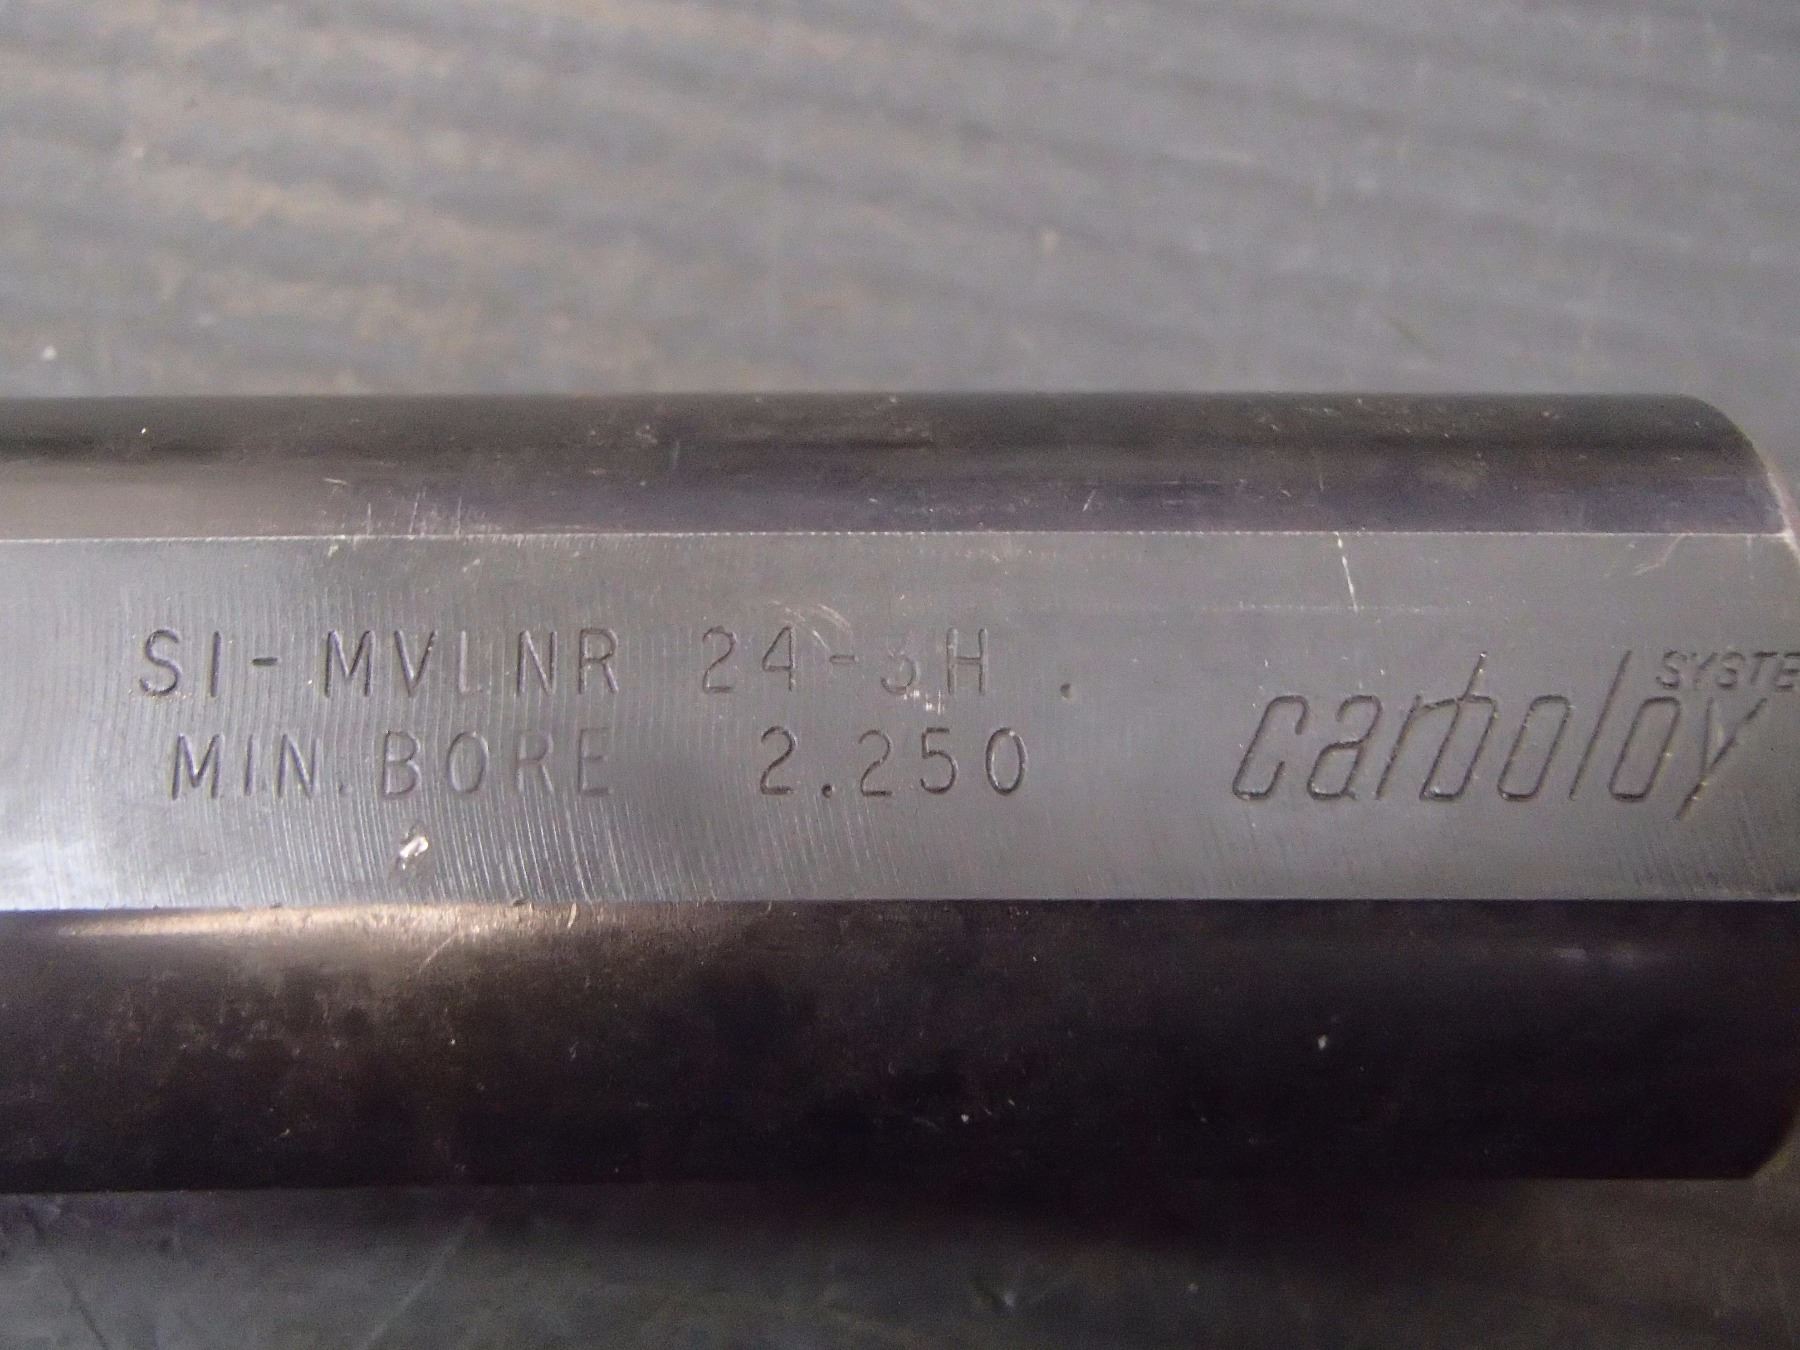 SI-MVLNR 24-3H .
MIN. BORE 2.250
carboloy